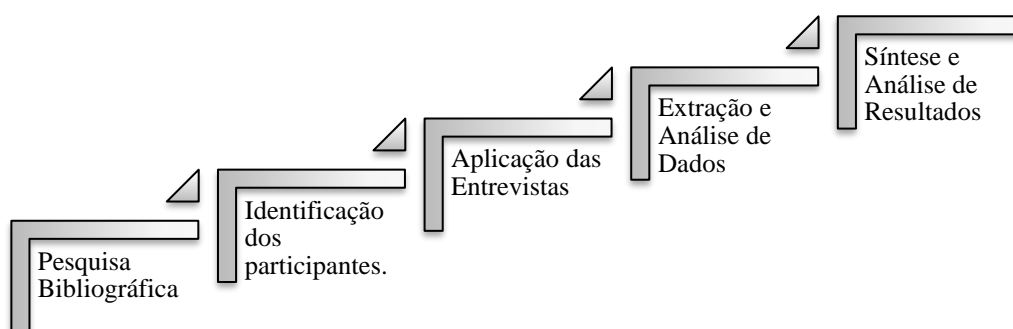 Pesquisa
Bibliográfica
Identificação
dos
participantes.
Aplicação das
Entrevistas
Extração e
Análise de
Dados
Síntese e
Análise de
Resultados